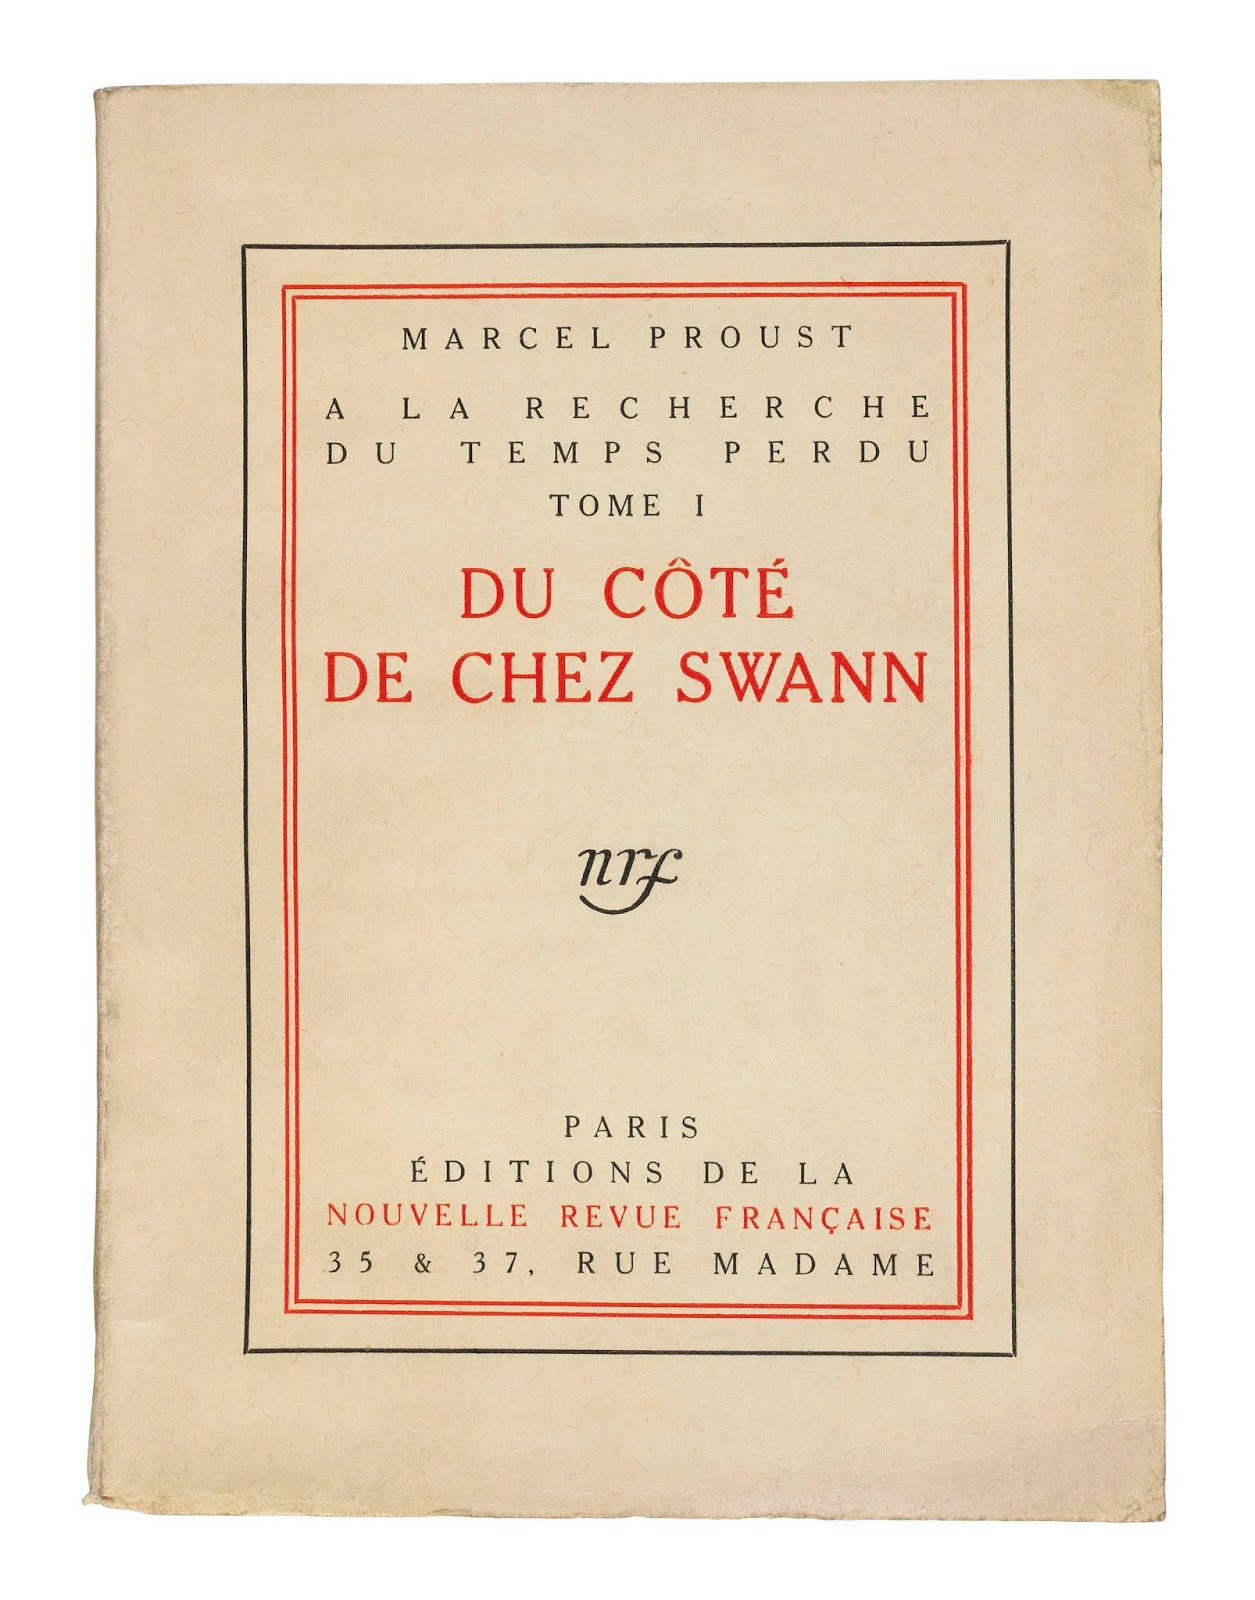 MARCEL PROUST
A LA RECHERCHE
DU TEMPS PERDU
TOME I
DU CÔTÉ
DE CHEZ SWANN
nrf
PARIS
ÉDITIONS DE LA
NOUVELLE REVUE FRANÇAISE
35 & 37, RUE MADAME